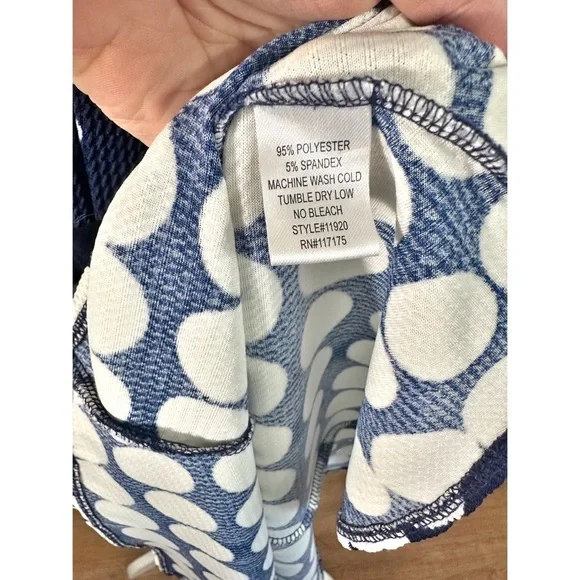 95% POLYESTER
5% SPANDEX
MACHINE WASH COLD
TUMBLE DRY LOW
NO BLEACH
STYLE#11920
RN#117175